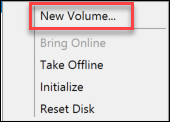 New Volume...
Bring Online
Take Offline
Initialize
Reset Disk